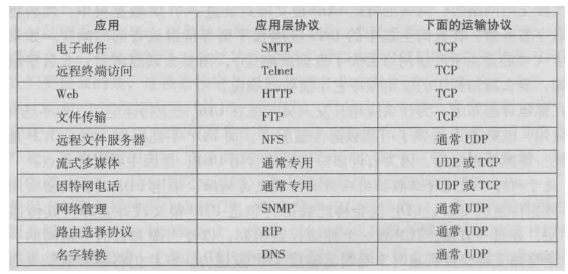 应用 应用层协议 下面的运输协议
电子邮件 SMTP TCP
远程终端访问 Telnet TCP
Web HTTP TCP
文件传输 FTP TCP
远程文件服务器 NFS 通常 UDP
流式多媒体 通常专用 UDP 或 TCP
因特网电话 通常专用 UDP 或 TCP
网络管理 SNMP 通常 UDP
路由选择协议 RIP 通常 UDP
名字转换 DNS 通常 UDP